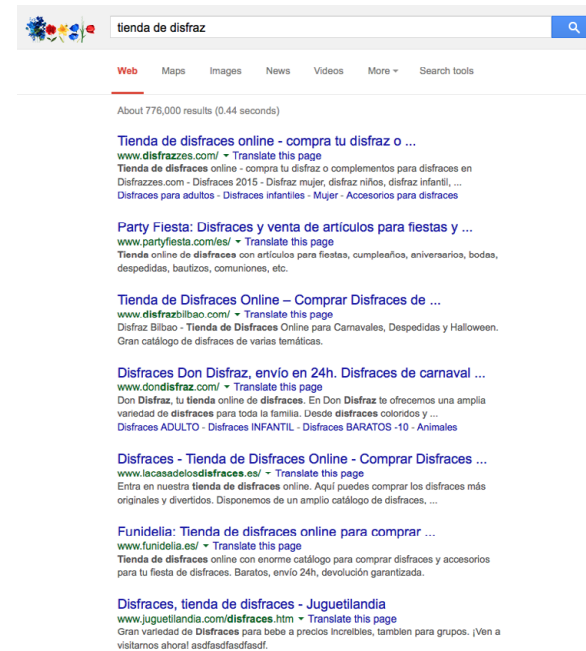 tienda de disfraz
Web Maps Images News Videos More Search tools
About 776,000 results (0.44 seconds)
Tienda de disfraces online - compra tu disfraz o ...
www.disfrazzes.com/ Translate this page
Tienda de disfraces online - compra tu disfraz o complementos para disfraces en
Disfrazzes.com - Disfraces 2015 - Disfraz mujer, disfraz niños, disfraz infantil, ...
Disfraces para adultos - Disfraces infantiles - Mujer - Accesorios para disfraces
Party Fiesta: Disfraces y venta de artículos para fiestas y ...
www.partyfiesta.com/es/ Translate this page
Tienda online de disfraces con artículos para fiestas, cumpleaños, aniversarios, bodas,
despedidas, bautizos, comuniones, etc.
Tienda de Disfraces Online – Comprar Disfraces de ...
www.disfrazbilbao.com/ Translate this page
Disfraz Bilbao - Tienda de Disfraces Online para Carnavales, Despedidas y Halloween.
Gran catálogo de disfraces de varias temáticas.
Disfraces Don Disfraz, envío en 24h. Disfraces de carnaval ...
www.dondisfraz.com/ Translate this page
Don Disfraz, tu tienda online de disfraces. En Don Disfraz te ofrecemos una amplia
variedad de disfraces para toda la familia. Desde disfraces coloridos y ...
Disfraces ADULTO - Disfraces INFANTIL - Disfraces BARATOS -10 - Animales
Disfraces - Tienda de Disfraces Online - Comprar Disfraces ...
www.lacasadelosdisfraces.es/ Translate this page
Entra en nuestra tienda de disfraces online. Aquí puedes comprar los disfraces más
originales y divertidos. Disponemos de un amplio catálogo de disfraces, ...
Funidelia: Tienda de disfraces online para comprar ...
www.funidelia.es/ Translate this page
Tienda de disfraces online con enorme catálogo para comprar disfraces y accesorios
para tu fiesta de disfraces. Baratos, envío 24h, devolución garantizada.
Disfraces, tienda de disfraces - Juguetilandia
www.juguetilandia.com/disfraces.htm Translate this page
Gran variedad de Disfraces para bebe a precios increibles, tambien para grupos. ¡Ven a
visitarnos ahora! asdfasdfasdfasdf.